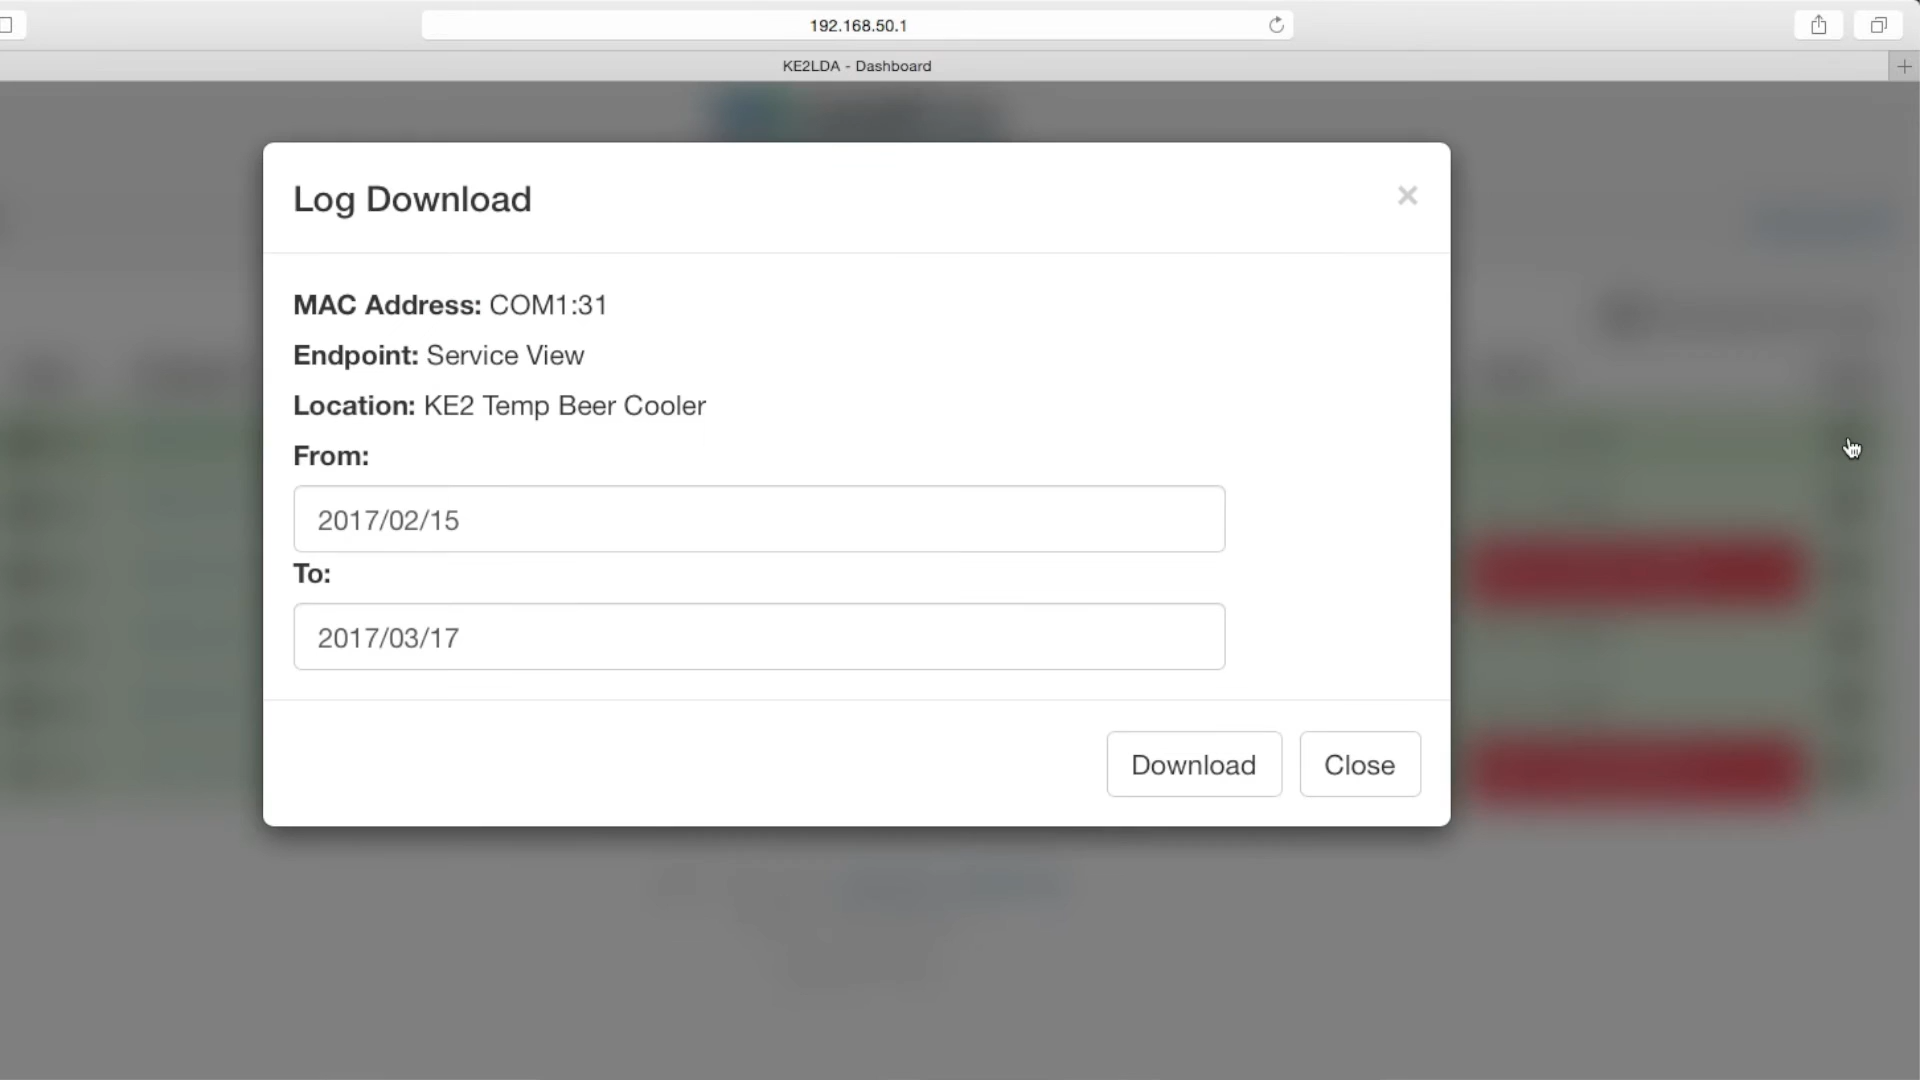 192.168.50.1
KE2LDA - Dashboard
Log Download
×
MAC Address: COM1:31
Endpoint: Service View
Location: KE2 Temp Beer Cooler
From:
2017/02/15
To:
2017/03/17
Download Close